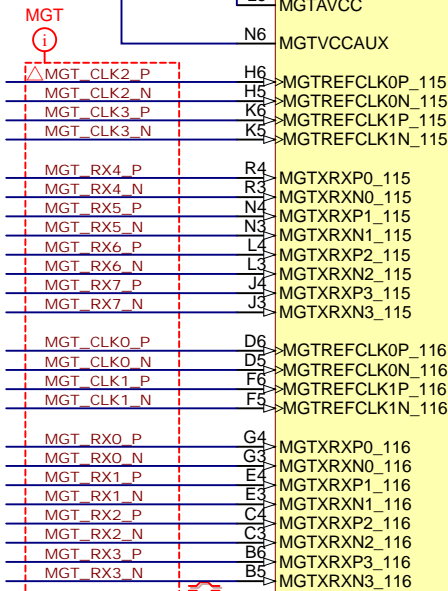 MGTAVCC
MGT
i
N6 MGTVCCAUX
MGT_CLK2_P H6 MGTREFCLK0P_115
MGT_CLK2_N H5 MGTREFCLK0N_115
MGT_CLK3_P K6 MGTREFCLK1P_115
MGT_CLK3_N K5 MGTREFCLK1N_115
MGT_RX4_P R4 MGTXRXP0_115
MGT_RX4_N R3 MGTXRXN0_115
MGT_RX5_P N4 MGTXRXP1_115
MGT_RX5_N N3 MGTXRXN1_115
MGT_RX6_P L4 MGTXRXP2_115
MGT_RX6_N L3 MGTXRXN2_115
MGT_RX7_P J4 MGTXRXP3_115
MGT_RX7_N J3 MGTXRXN3_115
MGT_CLK0_P D6 MGTREFCLK0P_116
MGT_CLK0_N D5 MGTREFCLK0N_116
MGT_CLK1_P F6 MGTREFCLK1P_116
MGT_CLK1_N F5 MGTREFCLK1N_116
MGT_RX0_P G4 MGTXRXP0_116
MGT_RX0_N G3 MGTXRXN0_116
MGT_RX1_P E4 MGTXRXP1_116
MGT_RX1_N E3 MGTXRXN1_116
MGT_RX2_P C4 MGTXRXP2_116
MGT_RX2_N C3 MGTXRXN2_116
MGT_RX3_P B6 MGTXRXP3_116
MGT_RX3_N B5 MGTXRXN3_116